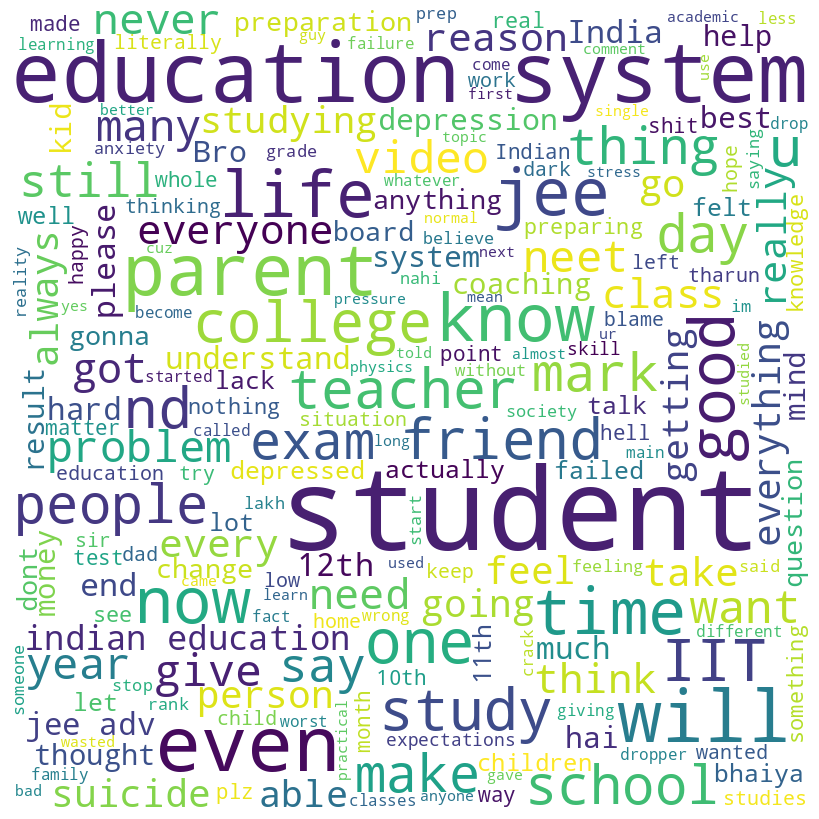 made never preparation prep real academic less
learning literally guy failure reason India help use
education system
come work comment
better first single
kid many studying depression shit best drop
anxiety Bro grade video topic Indian dark stress thing u
still whole life whatever anything jee go felt hope saying
well thinking normal preparing
happy please everyone board believe day really knowledge
reality always cuz parent nahi system next neet left tharun
yes become pressure coaching mean class im
gonna college know ur blame
got understand told point almost skill good
started physics without mark studied
result hard lack nd teacher situation society talk getting everything mind
matter nothing called problem exam long friend hell main
education try depressed actually failed question
people lot lakh student start
sir
dont money test dad every 12th used
change low keep feel feeling take said
end see came learn need going time want
now fact home wrong different
indian education one 11th crack much
someone year give say 10th think IIT something
let stop person study giving will
jee adv rank child worst practical month expectations hai dropper wanted
thought wasted even children bhaiya
family make gave school
bad suicide plz able classes anyone way studies